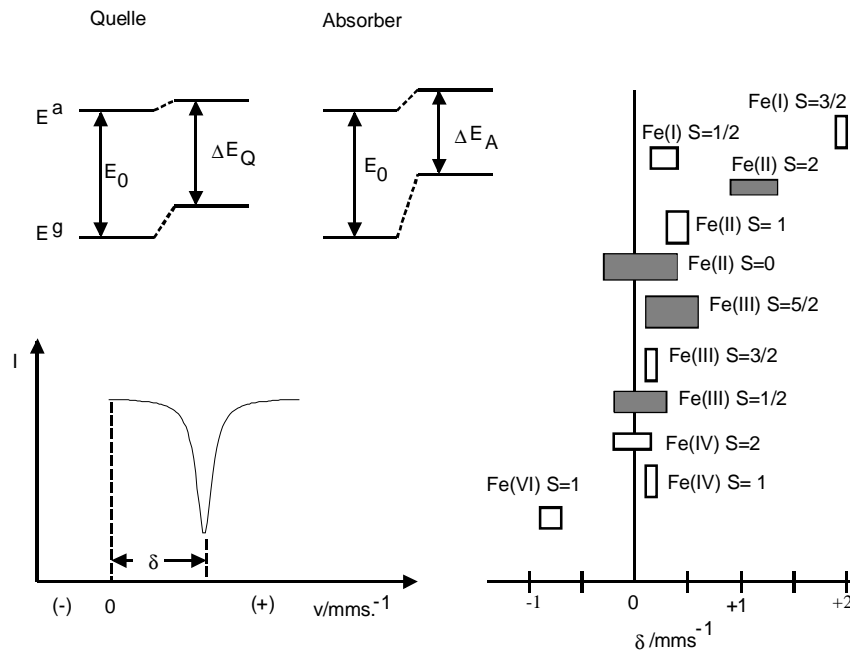 Quelle
Absorber
E^a
E_0
ΔE_Q
E^g
E_0
ΔE_A
I
δ
(-)
0
(+)
v/mms.^-1
Fe(I) S=3/2
Fe(I) S=1/2
Fe(II) S=2
Fe(II) S= 1
Fe(II) S=0
Fe(III) S=5/2
Fe(III) S=3/2
Fe(III) S=1/2
Fe(IV) S=2
Fe(IV) S= 1
Fe(VI) S=1
-1
0
+1
+2
δ /mms^-1